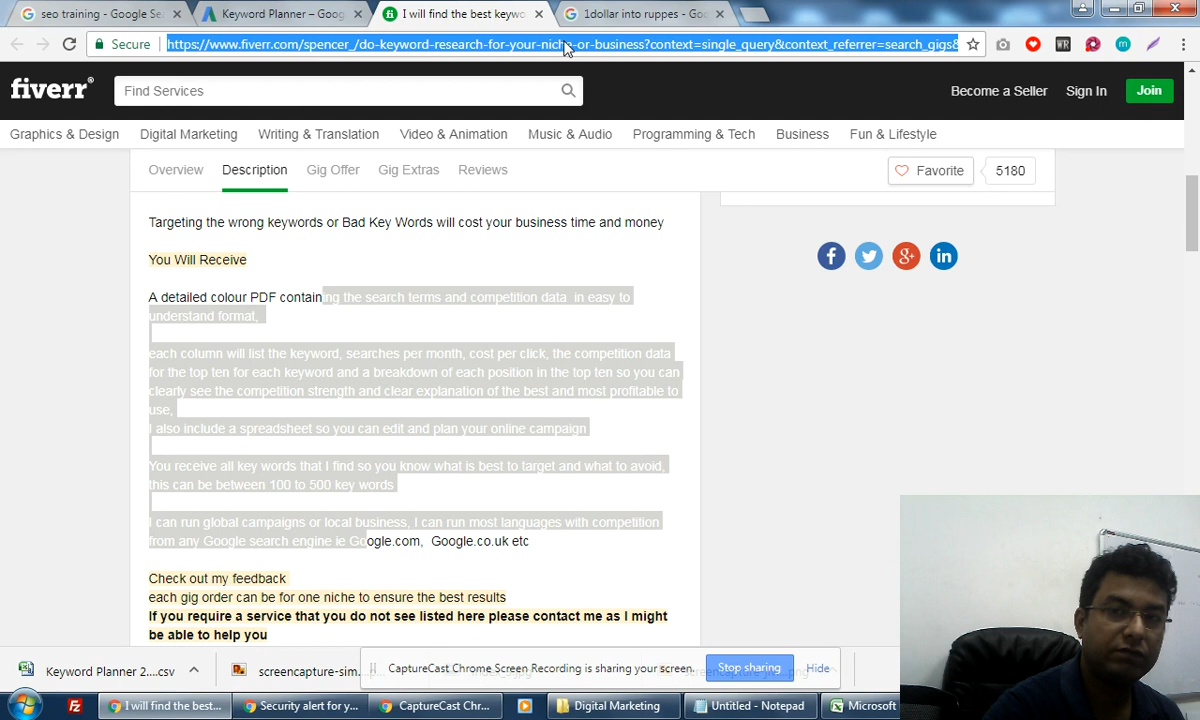 seo training - Google Se
Keyword Planner – Goog
I will find the best keywo
1dollar into ruppes - Goo
Secure
https://www.fiverr.com/spencer_/do-keyword-research-for-your-niche-or-business?context=single_query&context_referrer=search_gigs&
WR
m
fiverr®
Find Services
Become a Seller
Sign In
Join
Graphics & Design
Digital Marketing
Writing & Translation
Video & Animation
Music & Audio
Programming & Tech
Business
Fun & Lifestyle
Overview
Description
Gig Offer
Gig Extras
Reviews
Favorite
5180
Targeting the wrong keywords or Bad Key Words will cost your business time and money
You Will Receive
A detailed colour PDF containing the search terms and competition data in easy to
understand format,
each column will list the keyword, searches per month, cost per click, the competition data
for the top ten for each keyword and a breakdown of each position in the top ten so you can
clearly see the competition strength and clear explanation of the best and most profitable to
use,
I also include a spreadsheet so you can edit and plan your online campaign
You receive all key words that I find so you know what is best to target and what to avoid,
this can be between 100 to 500 key words
I can run global campaigns or local business, I can run most languages with competition
from any Google search engine ie Google.com, Google.co.uk etc
Check out my feedback
each gig order can be for one niche to ensure the best results
If you require a service that you do not see listed here please contact me as I might
be able to help you
Keyword Planner 2....csv
screencapture-sim
CaptureCast Chrome Screen Recording is sharing your screen.
Stop sharing
Hide
I will find the best...
Security alert for y...
CaptureCast Chr...
Digital Marketing
Untitled - Notepad
Microsoft